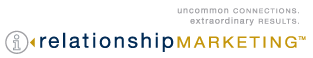 uncommon CONNECTIONS.
extraordinary RESULTS.
i relationshipMARKETING™